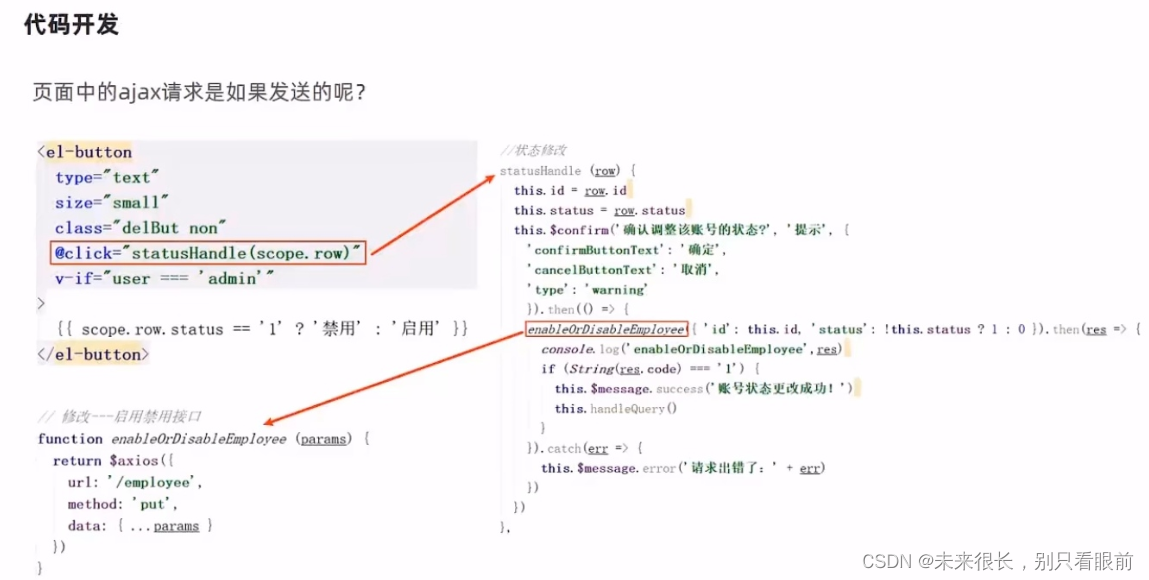 代码开发
页面中的ajax请求是如果发送的呢?
<el-button
type="text"
size="small"
class="delBut non"
@click="statusHandle(scope.row)"
v-if="user === 'admin'"
>
{{ scope.row.status == '1' ? '禁用' : '启用' }}
</el-button>
// 修改---启用禁用接口
function enableOrDisableEmployee (params) {
return $axios({
url: '/employee',
method: 'put',
data: { ...params }
})
}
//状态修改
statusHandle (row) {
this.id = row.id
this.status = row.status
this.$confirm('确认调整该账号的状态?', '提示', {
'confirmButtonText': '确定',
'cancelButtonText': '取消',
'type': 'warning'
}).then(() => {
enableOrDisableEmployee({ 'id': this.id, 'status': !this.status ? 1 : 0 }).then(res => {
console.log('enableOrDisableEmployee',res)
if (String(res.code) === '1') {
this.$message.success('账号状态更改成功!')
this.handleQuery()
}
}).catch(err => {
this.$message.error('请求出错了:' + err)
})
})
},
CSDN @未来很长，别只看眼前